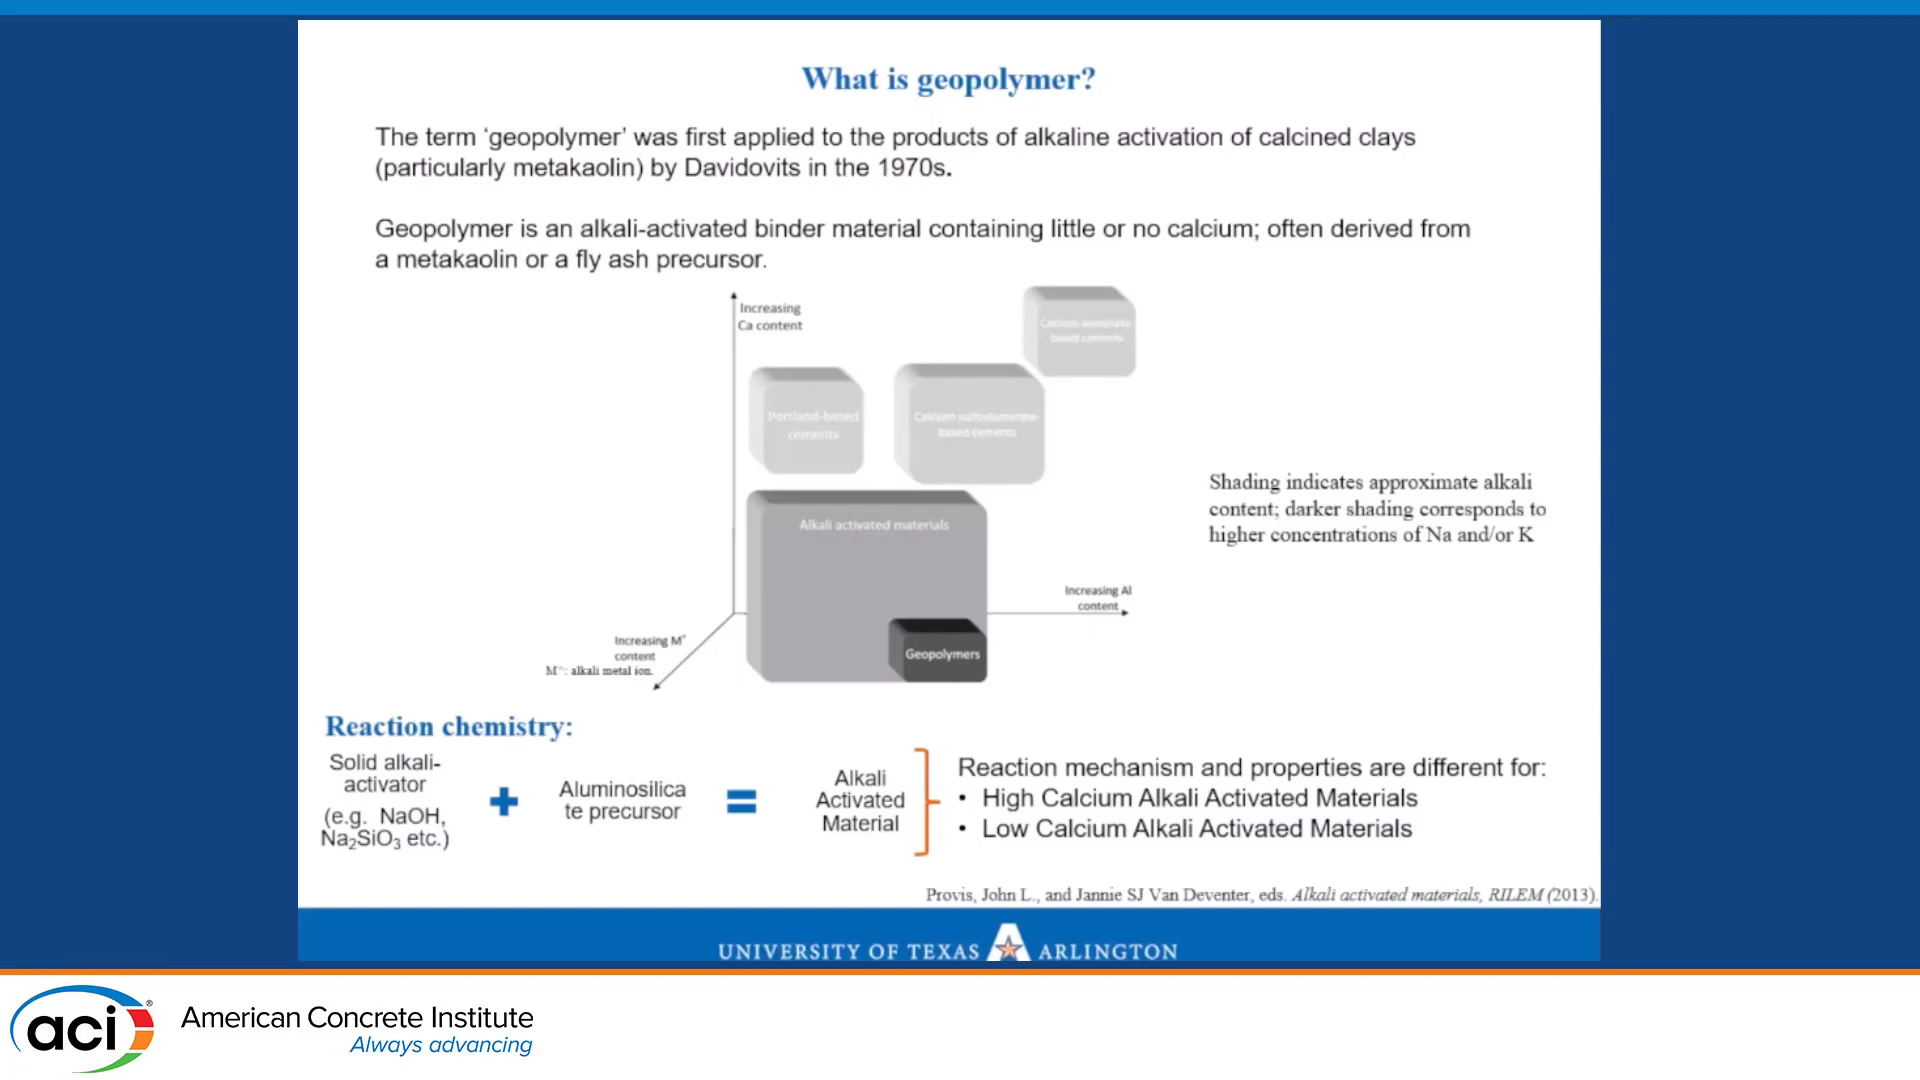 What is geopolymer?
The term ‘geopolymer’ was first applied to the products of alkaline activation of calcined clays
(particularly metakaolin) by Davidovits in the 1970s.
Geopolymer is an alkali-activated binder material containing little or no calcium; often derived from
a metakaolin or a fly ash precursor.
Increasing
Ca content
Calcium aluminate-
based cements
Portland-based
cements
Calcium sulfoaluminate-
based cements
Alkali activated materials
Shading indicates approximate alkali
content; darker shading corresponds to
higher concentrations of Na and/or K
Increasing Al
content
Increasing M⁺
content
M⁺: alkali metal ion.
Geopolymers
Reaction chemistry:
Solid alkali-
activator
(e.g. NaOH,
Na₂SiO₃ etc.)
+
Aluminosilica
te precursor
=
Alkali
Activated
Material
Reaction mechanism and properties are different for:
• High Calcium Alkali Activated Materials
• Low Calcium Alkali Activated Materials
Provis, John L., and Jannie SJ Van Deventer, eds. Alkali activated materials, RILEM (2013).
UNIVERSITY OF TEXAS A ARLINGTON
aci®
American Concrete Institute
Always advancing